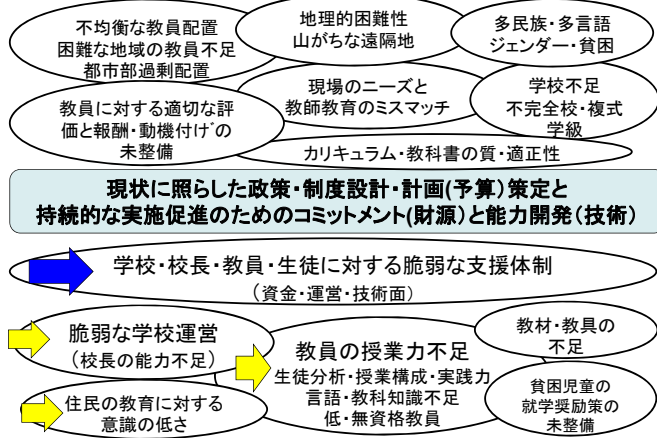 不均衡な教員配置
困難な地域の教員不足
都市部過剰配置
地理的困難性
山がちな遠隔地
多民族・多言語
ジェンダー・貧困
教員に対する適切な評
価と報酬・動機付けの
未整備
現場のニーズと
教師教育のミスマッチ
学校不足
不完全校・複式
学級
カリキュラム・教科書の質・適正性
現状に照らした政策・制度設計・計画(予算)策定と
持続的な実施促進のためのコミットメント(財源)と能力開発(技術)
学校・校長・教員・生徒に対する脆弱な支援体制
(資金・運営・技術面)
脆弱な学校運営
(校長の能力不足)
住民の教育に対する
意識の低さ
教員の授業力不足
生徒分析・授業構成・実践力
言語・教科知識不足
低・無資格教員
教材・教具の
不足
貧困児童の
就学奨励策の
未整備